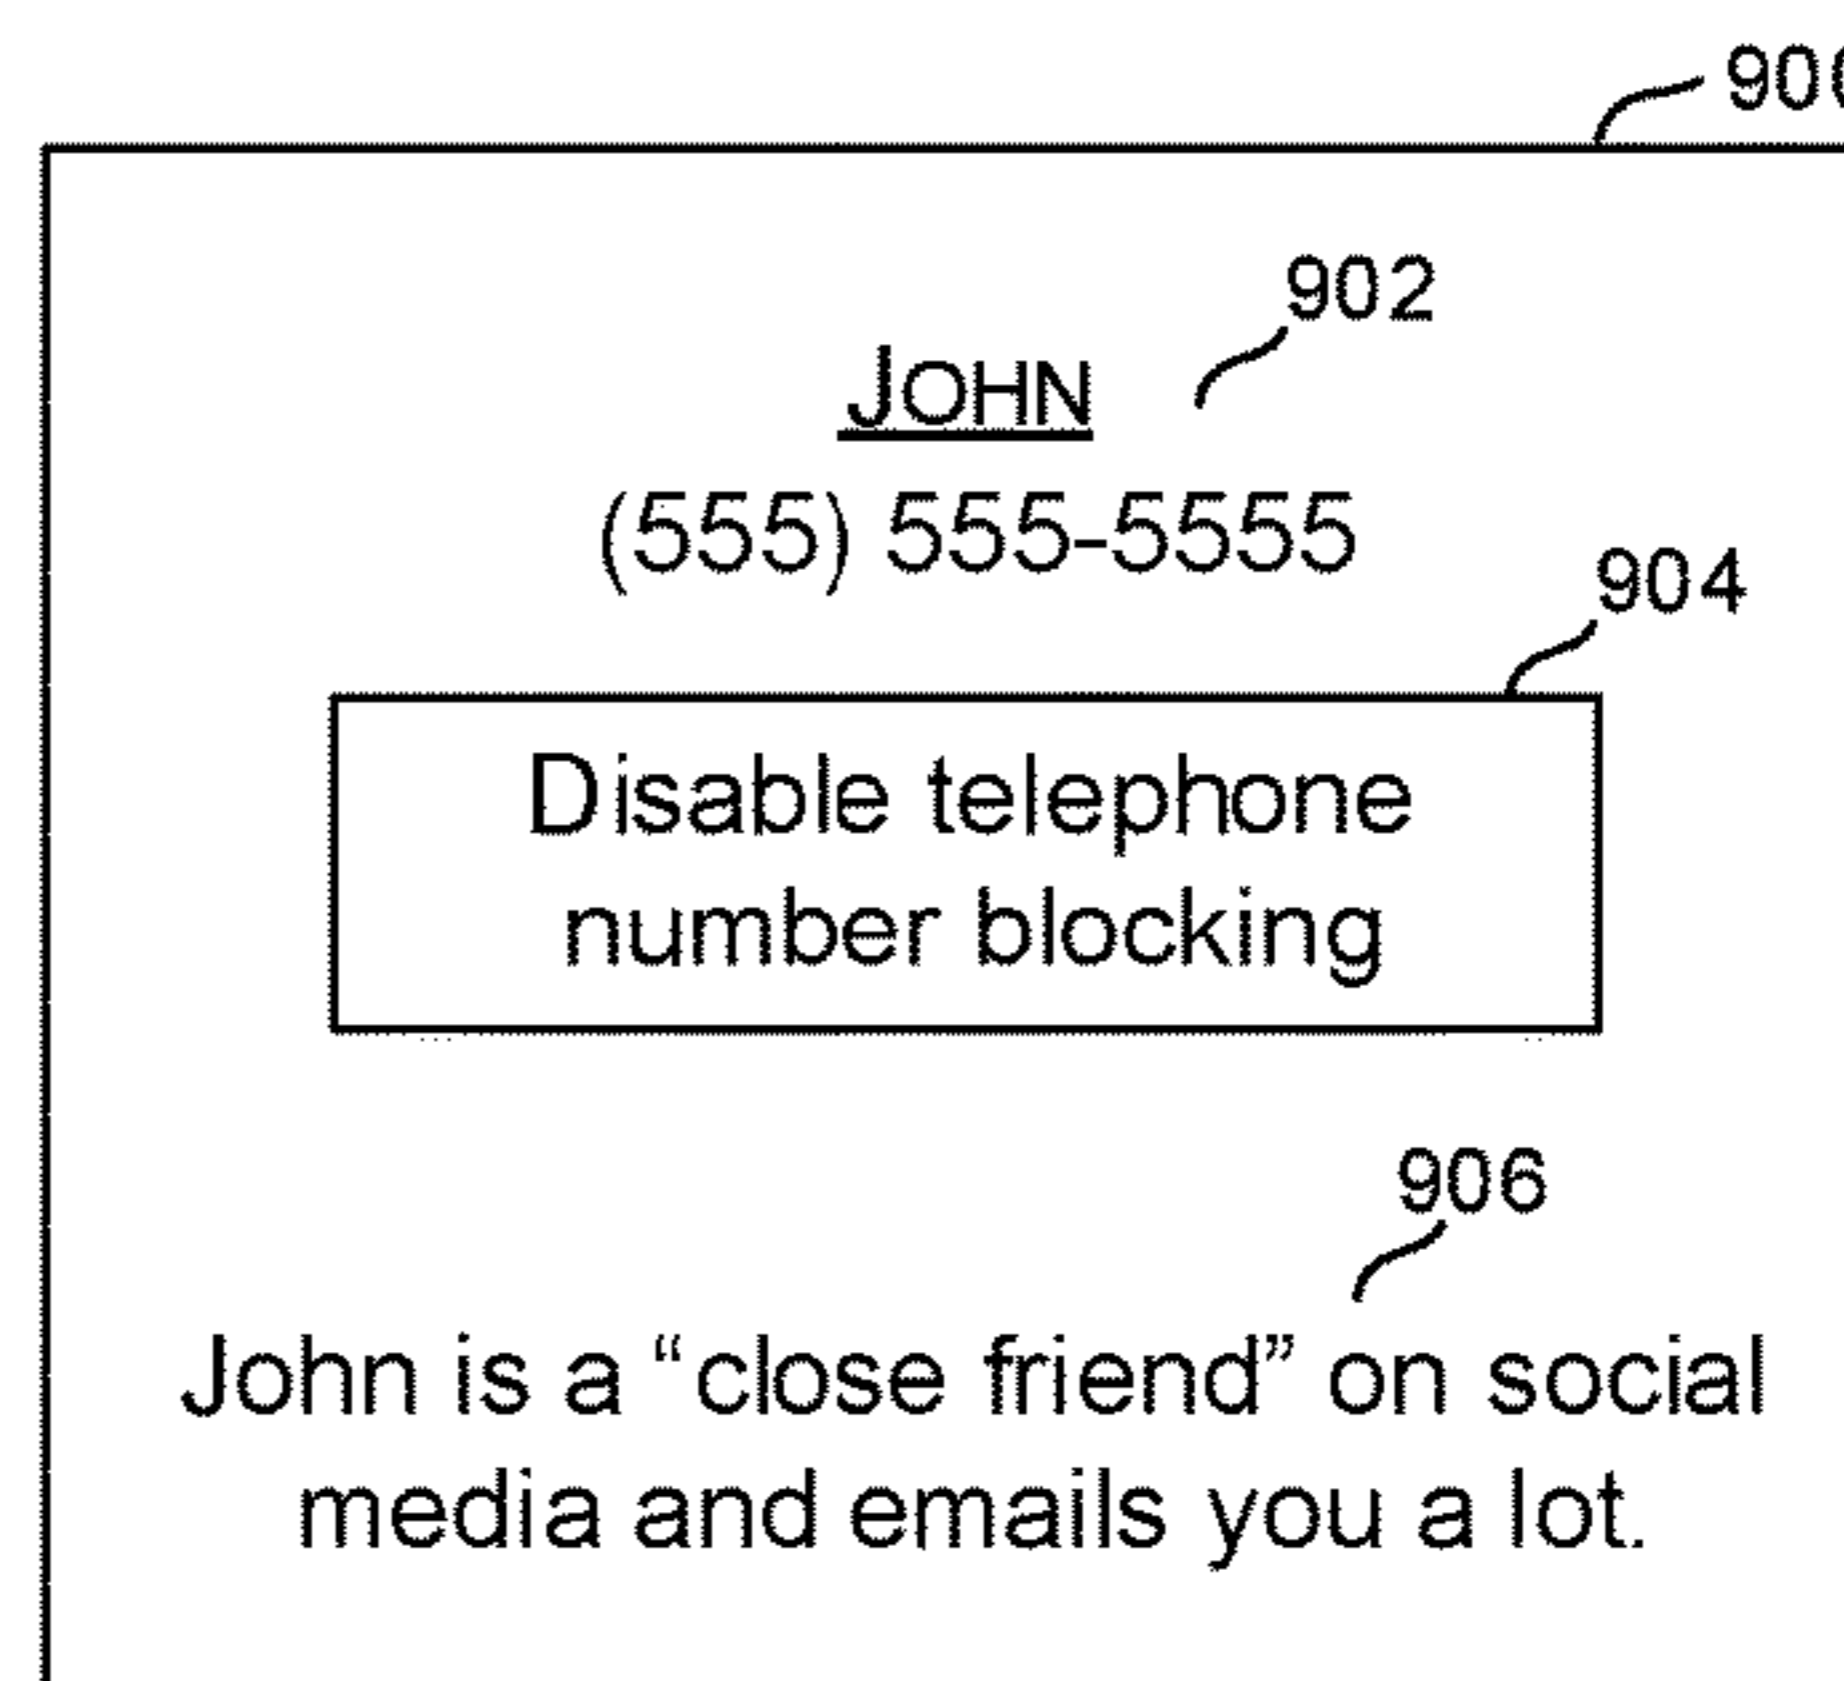 902
JOHN
(555) 555-5555
904
Disable telephone
number blocking
906
John is a “close friend” on social
media and emails you a lot.